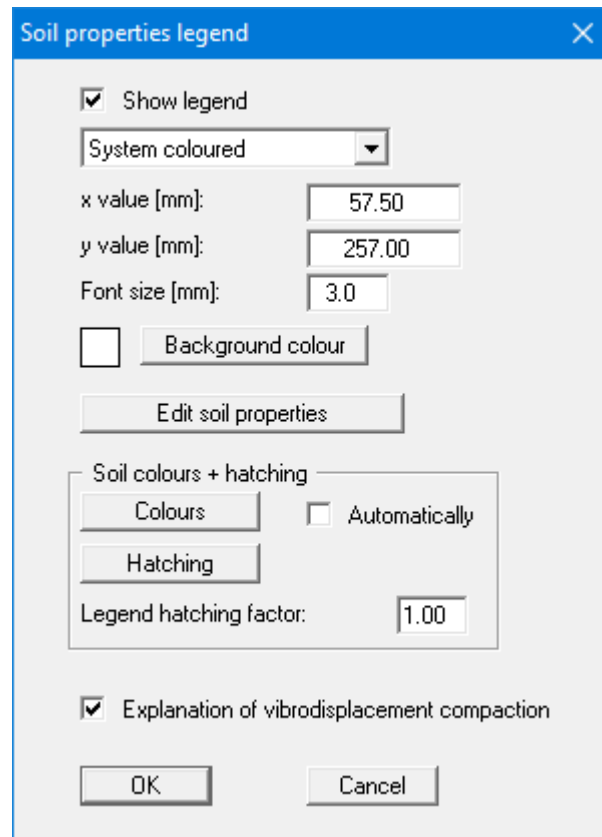 Soil properties legend
Show legend
System coloured
x value [mm]: 57.50
y value [mm]: 257.00
Font size [mm]: 3.0
Background colour
Edit soil properties
Soil colours + hatching
Colours Automatically
Hatching
Legend hatching factor: 1.00
Explanation of vibrodisplacement compaction
OK Cancel